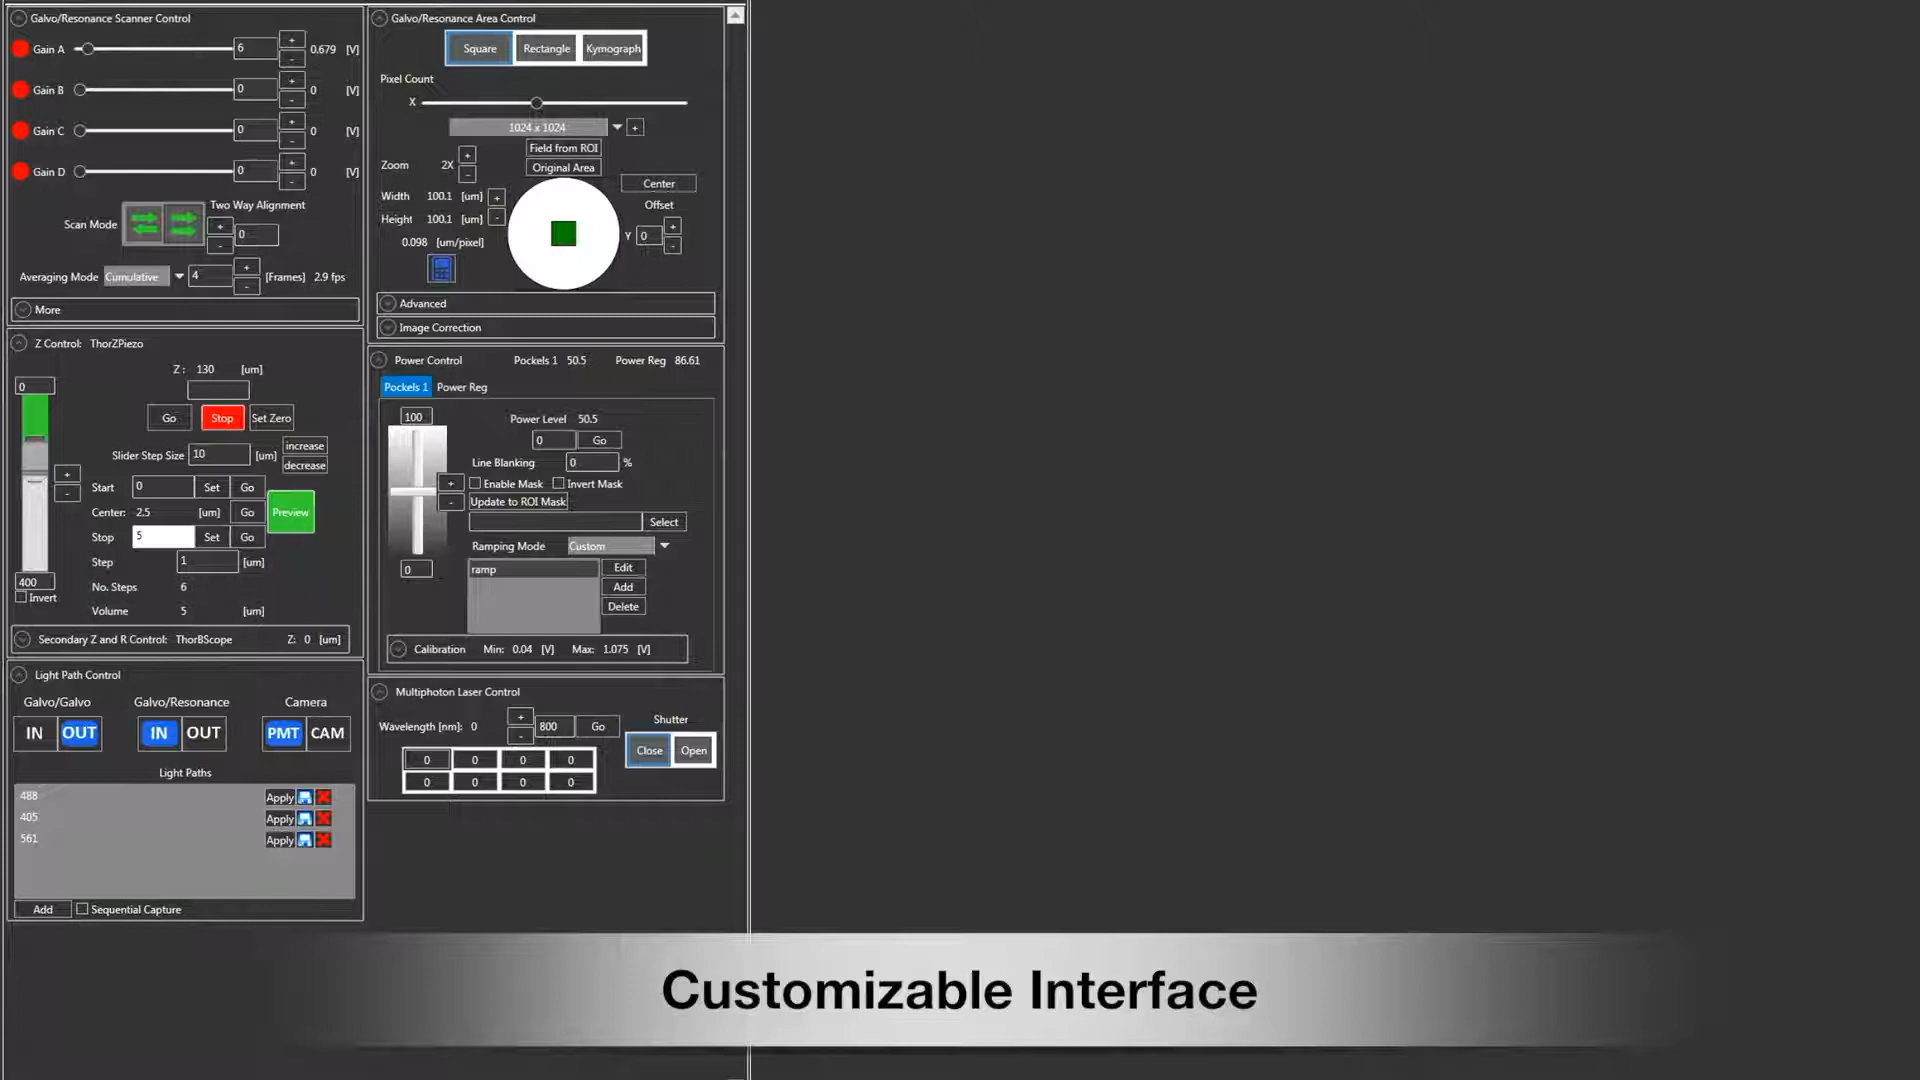 Galvo/Resonance Scanner Control
Gain A 6 + - 0.679 [V]
Gain B 0 + - 0 [V]
Gain C 0 + - 0 [V]
Gain D 0 + - 0 [V]
Two Way Alignment
Scan Mode + - 0
Averaging Mode Cumulative 4 + - [Frames] 2.9 fps
More
Z Control: ThorZPiezo
Z: 130 [um]
0
Go Stop Set Zero
Slider Step Size 10 [um] increase
decrease
+ -
Start 0 Set Go
Center: 2.5 [um] Go Preview
Stop 5 Set Go
Step 1 [um]
400
Invert
No. Steps 6
Volume 5 [um]
Secondary Z and R Control: ThorBScope Z: 0 [um]
Light Path Control
Galvo/Galvo Galvo/Resonance Camera
IN OUT IN OUT PMT CAM
Light Paths
488 Apply
405 Apply
561 Apply
Add Sequential Capture
Galvo/Resonance Area Control
Square Rectangle Kymograph
Pixel Count
X
1024 x 1024 +
Field from ROI
Zoom 2X + -
Original Area
Center
Width 100.1 [um] + -
Offset
Height 100.1 [um]
Y 0 + -
0.098 [um/pixel]
Advanced
Image Correction
Power Control Pockels 1 50.5 Power Reg 86.61
Pockels 1 Power Reg
100
Power Level 50.5
0 Go
Line Blanking 0 %
+ -
Enable Mask Invert Mask
Update to ROI Mask
Select
Ramping Mode Custom
0
ramp Edit
Add
Delete
Calibration Min: 0.04 [V] Max: 1.075 [V]
Multiphoton Laser Control
Wavelength [nm]: 0 + - 800 Go
Shutter
Close Open
0 0 0 0
0 0 0 0
Customizable Interface